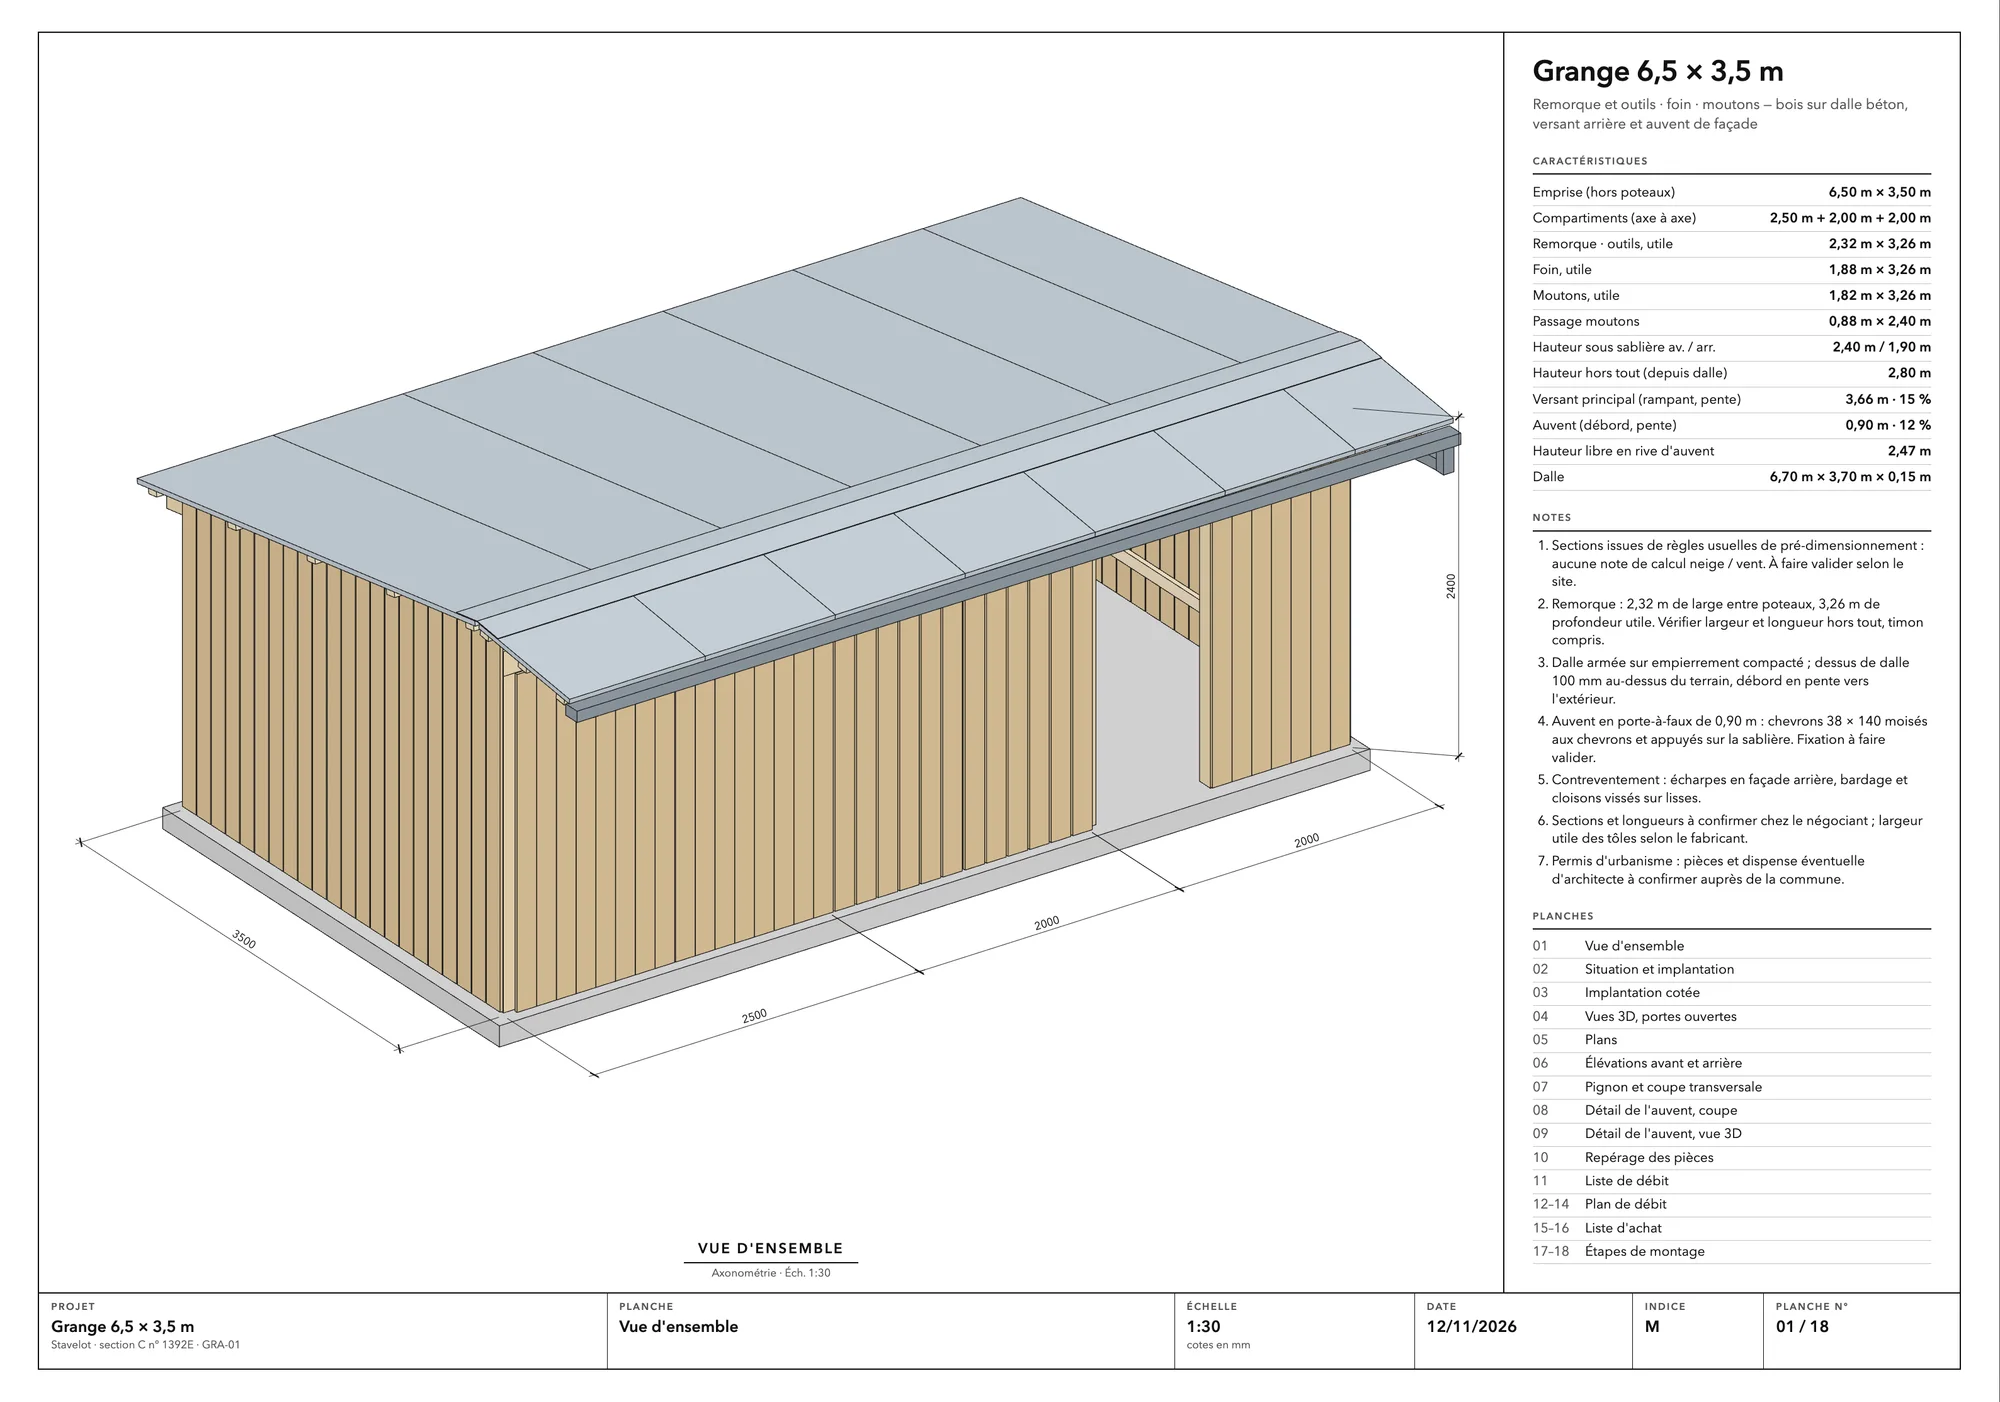 Grange 6,5 × 3,5 m
Remorque et outils · foin · moutons – bois sur dalle béton,
versant arrière et auvent de façade
CARACTÉRISTIQUES
Emprise (hors poteaux) 6,50 m × 3,50 m
Compartiments (axe à axe) 2,50 m + 2,00 m + 2,00 m
Remorque · outils, utile 2,32 m × 3,26 m
Foin, utile 1,88 m × 3,26 m
Moutons, utile 1,82 m × 3,26 m
Passage moutons 0,88 m × 2,40 m
Hauteur sous sablière av. / arr. 2,40 m / 1,90 m
Hauteur hors tout (depuis dalle) 2,80 m
Versant principal (rampant, pente) 3,66 m · 15 %
Auvent (débord, pente) 0,90 m · 12 %
Hauteur libre en rive d'auvent 2,47 m
Dalle 6,70 m × 3,70 m × 0,15 m
NOTES
1. Sections issues de règles usuelles de pré-dimensionnement :
aucune note de calcul neige / vent. À faire valider selon le
site.
2. Remorque : 2,32 m de large entre poteaux, 3,26 m de
profondeur utile. Vérifier largeur et longueur hors tout, timon
compris.
3. Dalle armée sur empierrement compacté ; dessus de dalle
100 mm au-dessus du terrain, débord en pente vers
l'extérieur.
4. Auvent en porte-à-faux de 0,90 m : chevrons 38 × 140 moisés
aux chevrons et appuyés sur la sablière. Fixation à faire
valider.
5. Contreventement : écharpes en façade arrière, bardage et
cloisons vissés sur lisses.
6. Sections et longueurs à confirmer chez le négociant ; largeur
utile des tôles selon le fabricant.
7. Permis d'urbanisme : pièces et dispense éventuelle
d'architecte à confirmer auprès de la commune.
PLANCHES
01 Vue d'ensemble
02 Situation et implantation
03 Implantation cotée
04 Vues 3D, portes ouvertes
05 Plans
06 Élévations avant et arrière
07 Pignon et coupe transversale
08 Détail de l'auvent, coupe
09 Détail de l'auvent, vue 3D
10 Repérage des pièces
11 Liste de débit
12–14 Plan de débit
15–16 Liste d'achat
17–18 Étapes de montage
2400
2000
2000
2500
3500
VUE D'ENSEMBLE
Axonométrie · Éch. 1:30
PROJET
Grange 6,5 × 3,5 m
Stavelot · section C n° 1392E · GRA-01
PLANCHE
Vue d'ensemble
ÉCHELLE
1:30
cotes en mm
DATE
12/11/2026
INDICE
M
PLANCHE N°
01 / 18